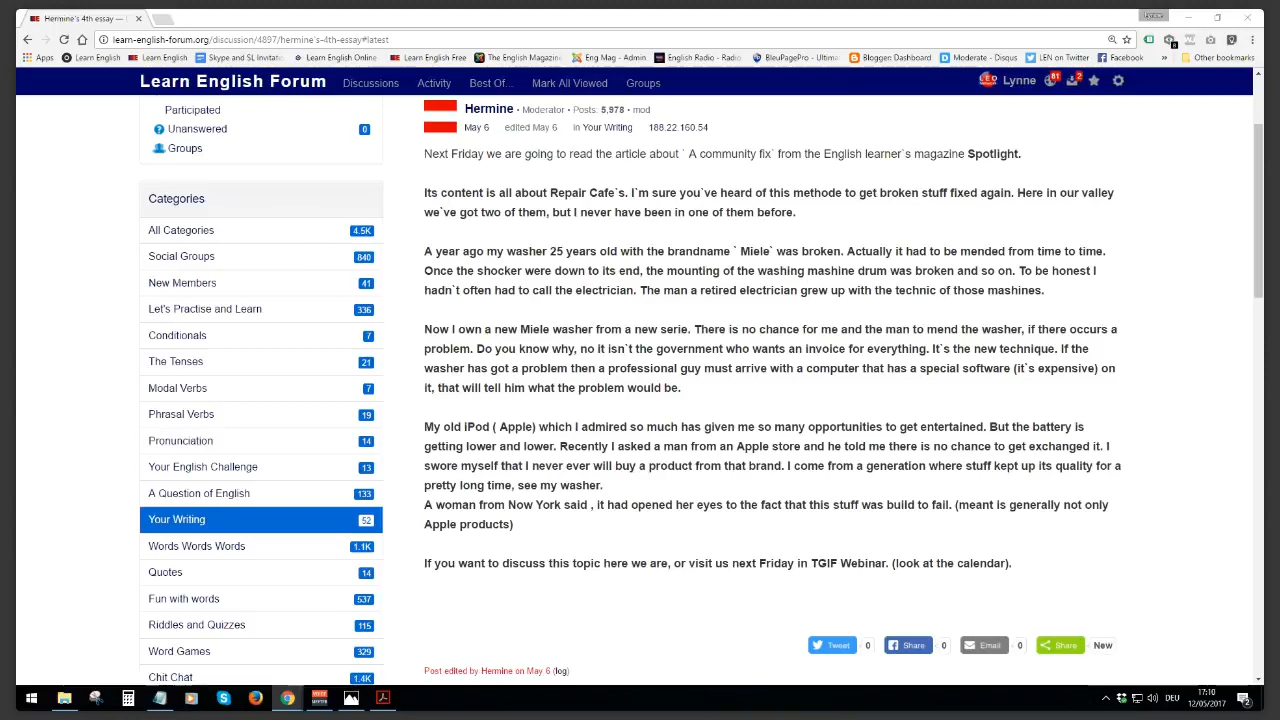 Hermine's 4th essay —
Lynne
learn-english-forum.org/discussion/4897/hermine's-4th-essay#latest
Apps
Learn English
Skype and SL Invitatio
Learn English
Learn English Online
Learn English Free
The English Magazine
Eng Mag - Admin
English Radio - Radio
BleuPagePro - Ultima
Blogger: Dashboard
Moderate - Disqus
LEN on Twitter
Facebook
»
Other bookmarks
Learn English Forum
Discussions
Activity
Best Of...
Mark All Viewed
Groups
LEO
Lynne
81
2
Participated
Unanswered 0
Groups
Categories
All Categories 4.5K
Social Groups 840
New Members 41
Let's Practise and Learn 336
Conditionals 7
The Tenses 21
Modal Verbs 7
Phrasal Verbs 19
Pronunciation 14
Your English Challenge 13
A Question of English 133
Your Writing 52
Words Words Words 1.1K
Quotes 14
Fun with words 537
Riddles and Quizzes 115
Word Games 329
Chit Chat 1.4K
Hermine • Moderator • Posts: 5,978 • mod
May 6 edited May 6 in Your Writing 188.22.160.54
Next Friday we are going to read the article about ` A community fix` from the English learner`s magazine Spotlight.
Its content is all about Repair Cafe`s. I`m sure you`ve heard of this methode to get broken stuff fixed again. Here in our valley
we`ve got two of them, but I never have been in one of them before.
A year ago my washer 25 years old with the brandname ` Miele` was broken. Actually it had to be mended from time to time.
Once the shocker were down to its end, the mounting of the washing mashine drum was broken and so on. To be honest I
hadn`t often had to call the electrician. The man a retired electrician grew up with the technic of those mashines.
Now I own a new Miele washer from a new serie. There is no chance for me and the man to mend the washer, if there occurs a
problem. Do you know why, no it isn`t the government who wants an invoice for everything. It`s the new technique. If the
washer has got a problem then a professional guy must arrive with a computer that has a special software (it`s expensive) on
it, that will tell him what the problem would be.
My old iPod ( Apple) which I admired so much has given me so many opportunities to get entertained. But the battery is
getting lower and lower. Recently I asked a man from an Apple store and he told me there is no chance to get exchanged it. I
swore myself that I never ever will buy a product from that brand. I come from a generation where stuff kept up its quality for a
pretty long time, see my washer.
A woman from Now York said , it had opened her eyes to the fact that this stuff was build to fail. (meant is generally not only
Apple products)
If you want to discuss this topic here we are, or visit us next Friday in TGIF Webinar. (look at the calendar).
Tweet 0 Share 0 Email 0 Share New
Post edited by Hermine on May 6 (log)
DEU
17:10
12/05/2017
2